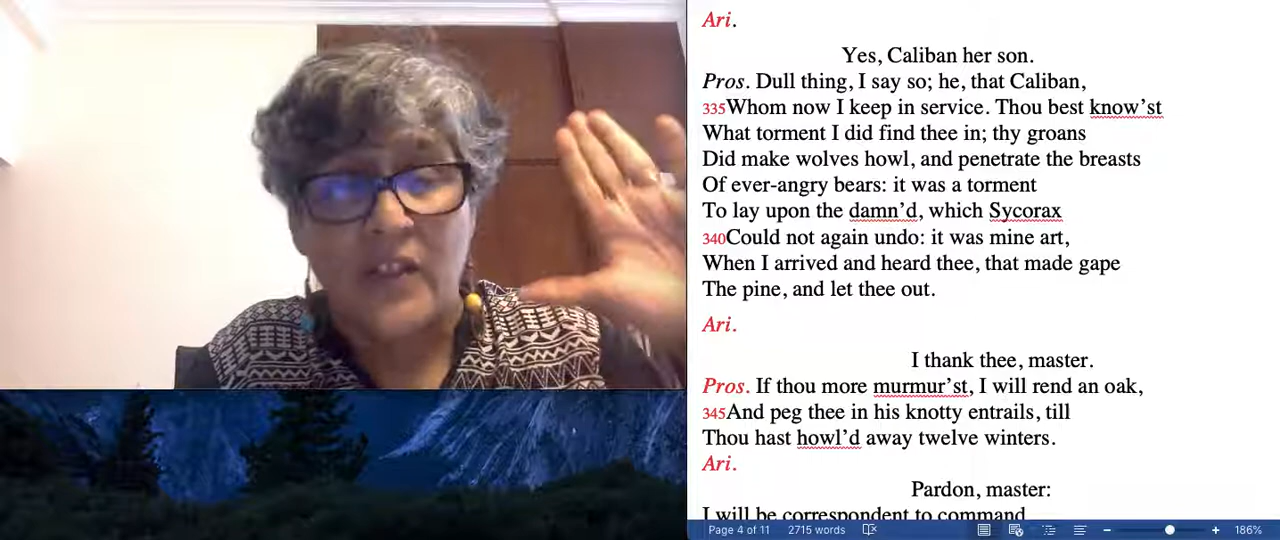 Ari.
Yes, Caliban her son.
Pros. Dull thing, I say so; he, that Caliban,
335Whom now I keep in service. Thou best know’st
What torment I did find thee in; thy groans
Did make wolves howl, and penetrate the breasts
Of ever-angry bears: it was a torment
To lay upon the damn’d, which Sycorax
340Could not again undo: it was mine art,
When I arrived and heard thee, that made gape
The pine, and let thee out.
Ari.
I thank thee, master.
Pros. If thou more murmur’st, I will rend an oak,
345And peg thee in his knotty entrails, till
Thou hast howl’d away twelve winters.
Ari.
Pardon, master:
I will be correspondent to command
Page 4 of 11 2715 words 186%